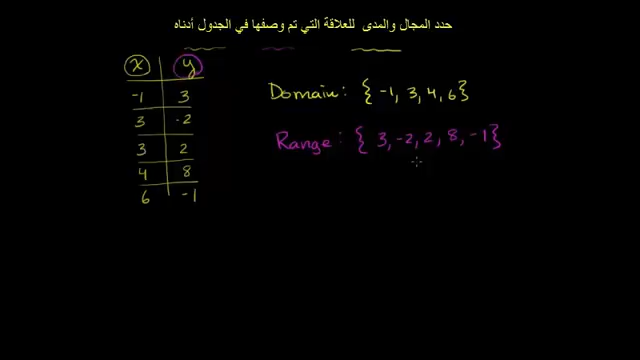 حدد المجال والمدى للعلاقة التي تم وصفها في الجدول أدناه
x y
-1 3
3 -2
3 2
4 8
6 -1
Domain: {-1, 3, 4, 6}
Range: {3, -2, 2, 8, -1}